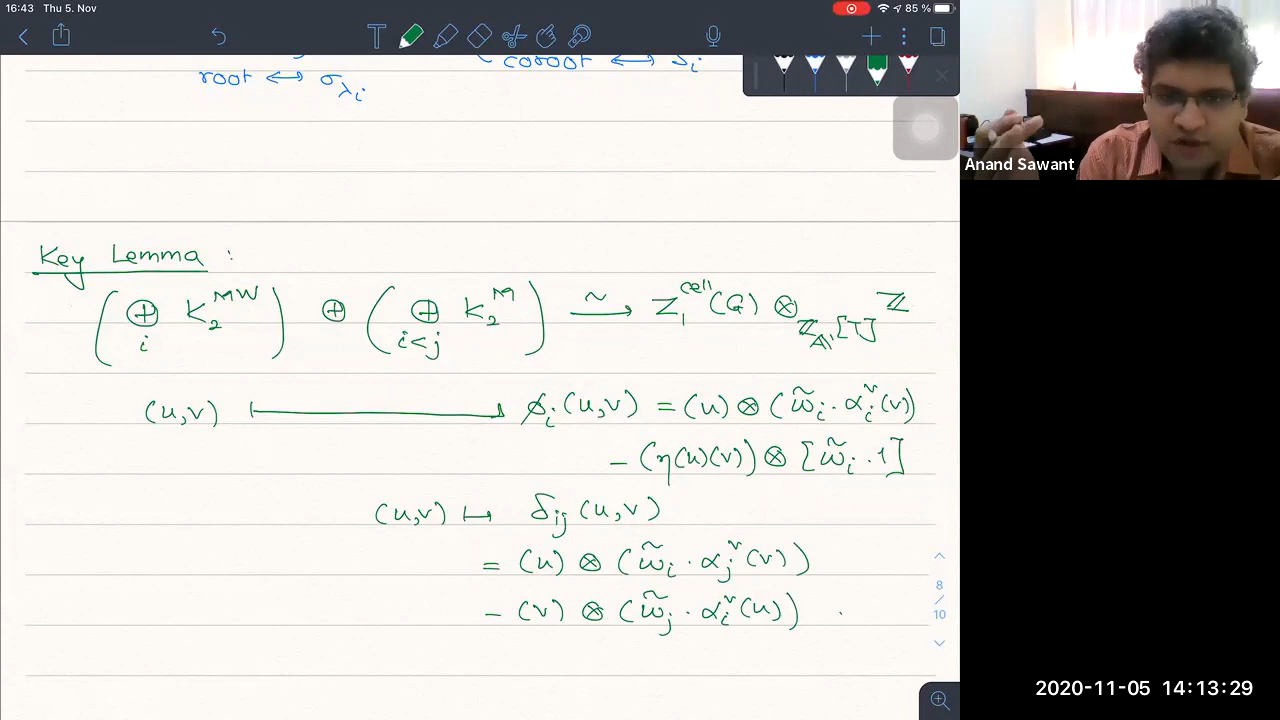 16:43 Thu 5. Nov
85 %
root ↔ σ_{λ_i}
coroot ↔ s_i
Anand Sawant
Key Lemma :
( ⊕_i K_2^{MW} ) ⊕ ( ⊕_{i<j} K_2^M ) →^~ Z_1^{cell}(G) ⊗_{ℤ_{A^1}[T]} ℤ
(u,v) ⟼ φ_i(u,v) = (u) ⊗ (ω̃_i · α_i^∨(v))
− (η(u)(v)) ⊗ [ω̃_i · 1]
(u,v) ↦ δ_{ij}(u,v)
= (u) ⊗ (ω̃_i · α_j^∨(v))
− (v) ⊗ (ω̃_j · α_i^∨(u)) .
8
/
10
2020-11-05 14:13:29